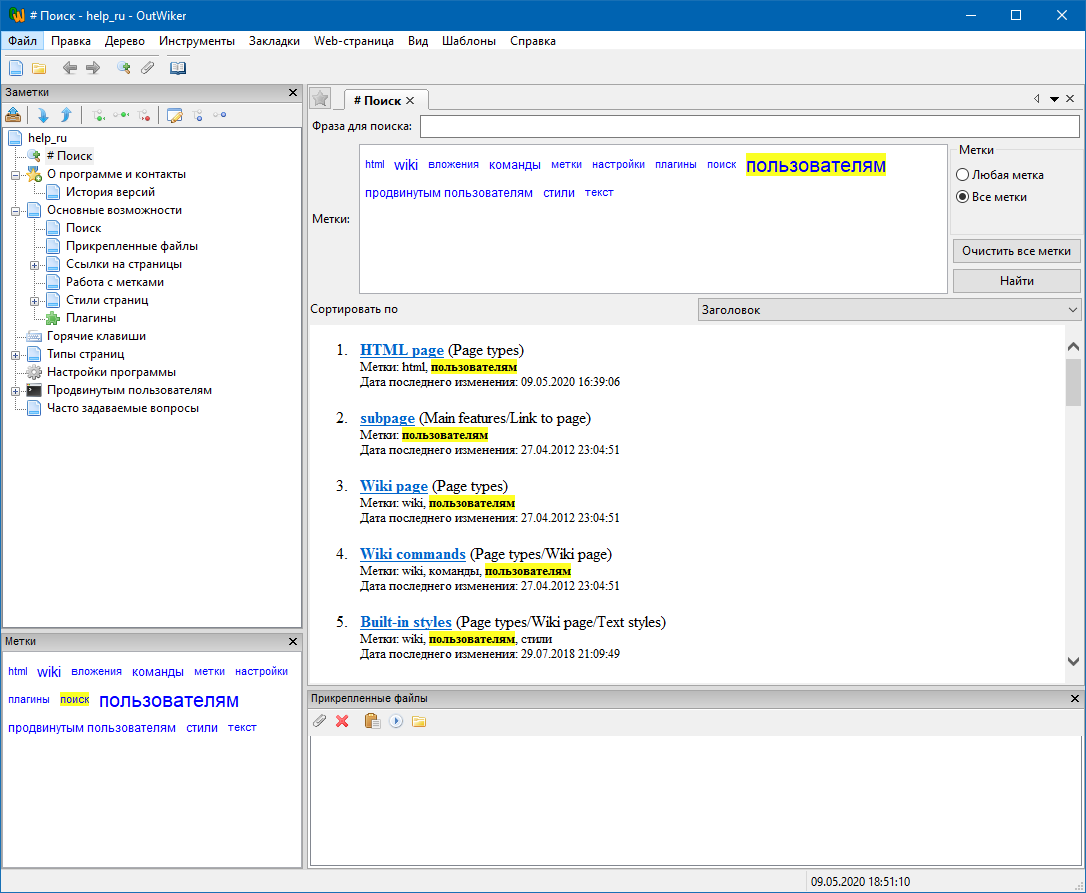 # Поиск - help_ru - OutWiker
Файл Правка Дерево Инструменты Закладки Web-страница Вид Шаблоны Справка
Заметки
help_ru
# Поиск
О программе и контакты
История версий
Основные возможности
Поиск
Прикрепленные файлы
Ссылки на страницы
Работа с метками
Стили страниц
Плагины
Горячие клавиши
Типы страниц
Настройки программы
Продвинутым пользователям
Часто задаваемые вопросы
Метки
html wiki вложения команды метки настройки
плагины поиск пользователям
продвинутым пользователям стили текст
# Поиск
Фраза для поиска:
Метки:
html wiki вложения команды метки настройки плагины поиск пользователям
продвинутым пользователям стили текст
Метки
Любая метка
Все метки
Очистить все метки
Найти
Сортировать по Заголовок
1. HTML page (Page types)
Метки: html, пользователям
Дата последнего изменения: 09.05.2020 16:39:06
2. subpage (Main features/Link to page)
Метки: пользователям
Дата последнего изменения: 27.04.2012 23:04:51
3. Wiki page (Page types)
Метки: wiki, пользователям
Дата последнего изменения: 27.04.2012 23:04:51
4. Wiki commands (Page types/Wiki page)
Метки: wiki, команды, пользователям
Дата последнего изменения: 27.04.2012 23:04:51
5. Built-in styles (Page types/Wiki page/Text styles)
Метки: wiki, пользователям, стили
Дата последнего изменения: 29.07.2018 21:09:49
Прикрепленные файлы
09.05.2020 18:51:10